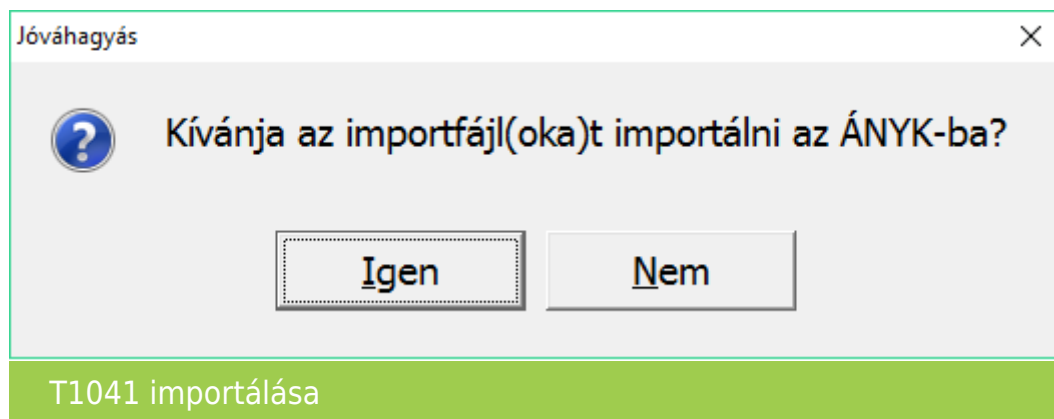 Jóváhagyás
Kívánja az importfájl(oka)t importálni az ÁNYK-ba?
Igen
Nem
T1041 importálása